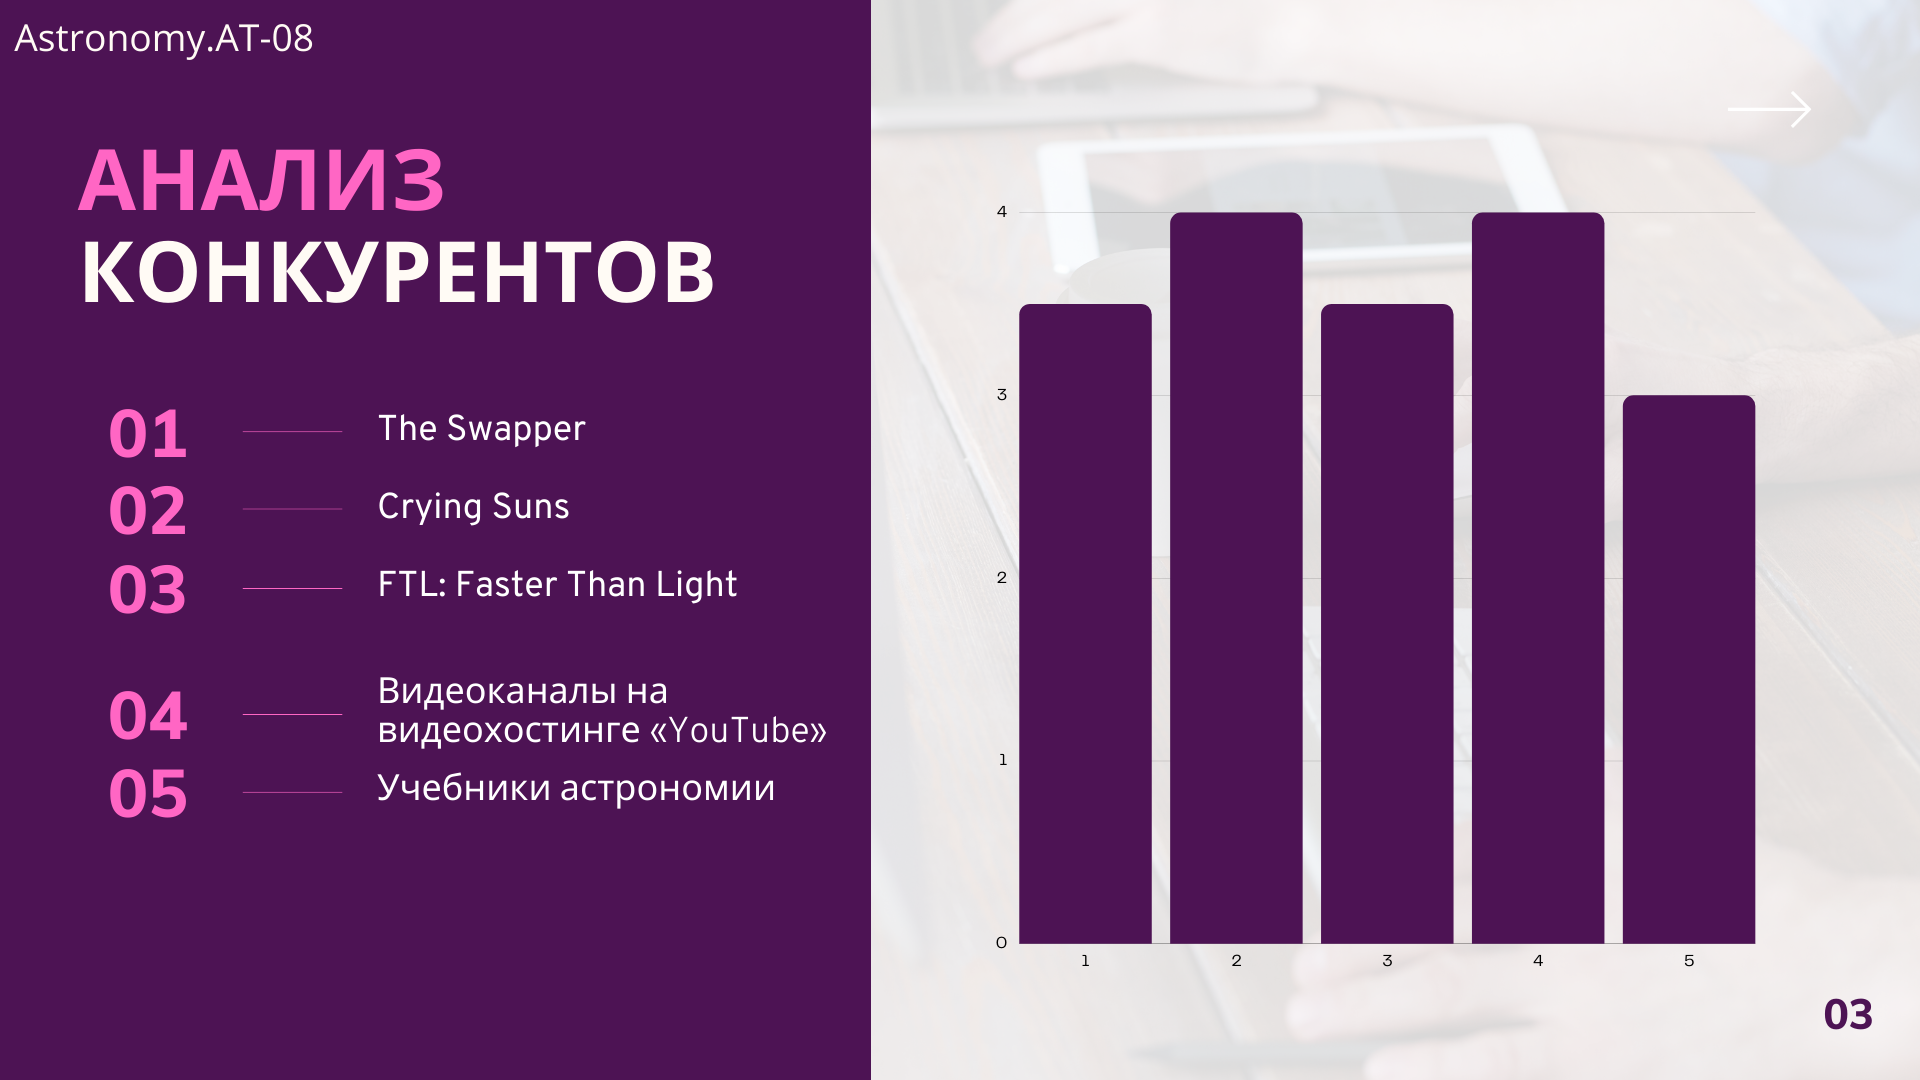 Astronomy.AT-08
АНАЛИЗ
КОНКУРЕНТОВ
01 The Swapper
02 Crying Suns
03 FTL: Faster Than Light
04 Видеоканалы на
видеохостинге «YouTube»
05 Учебники астрономии
4
3
2
1
0
1 2 3 4 5
03